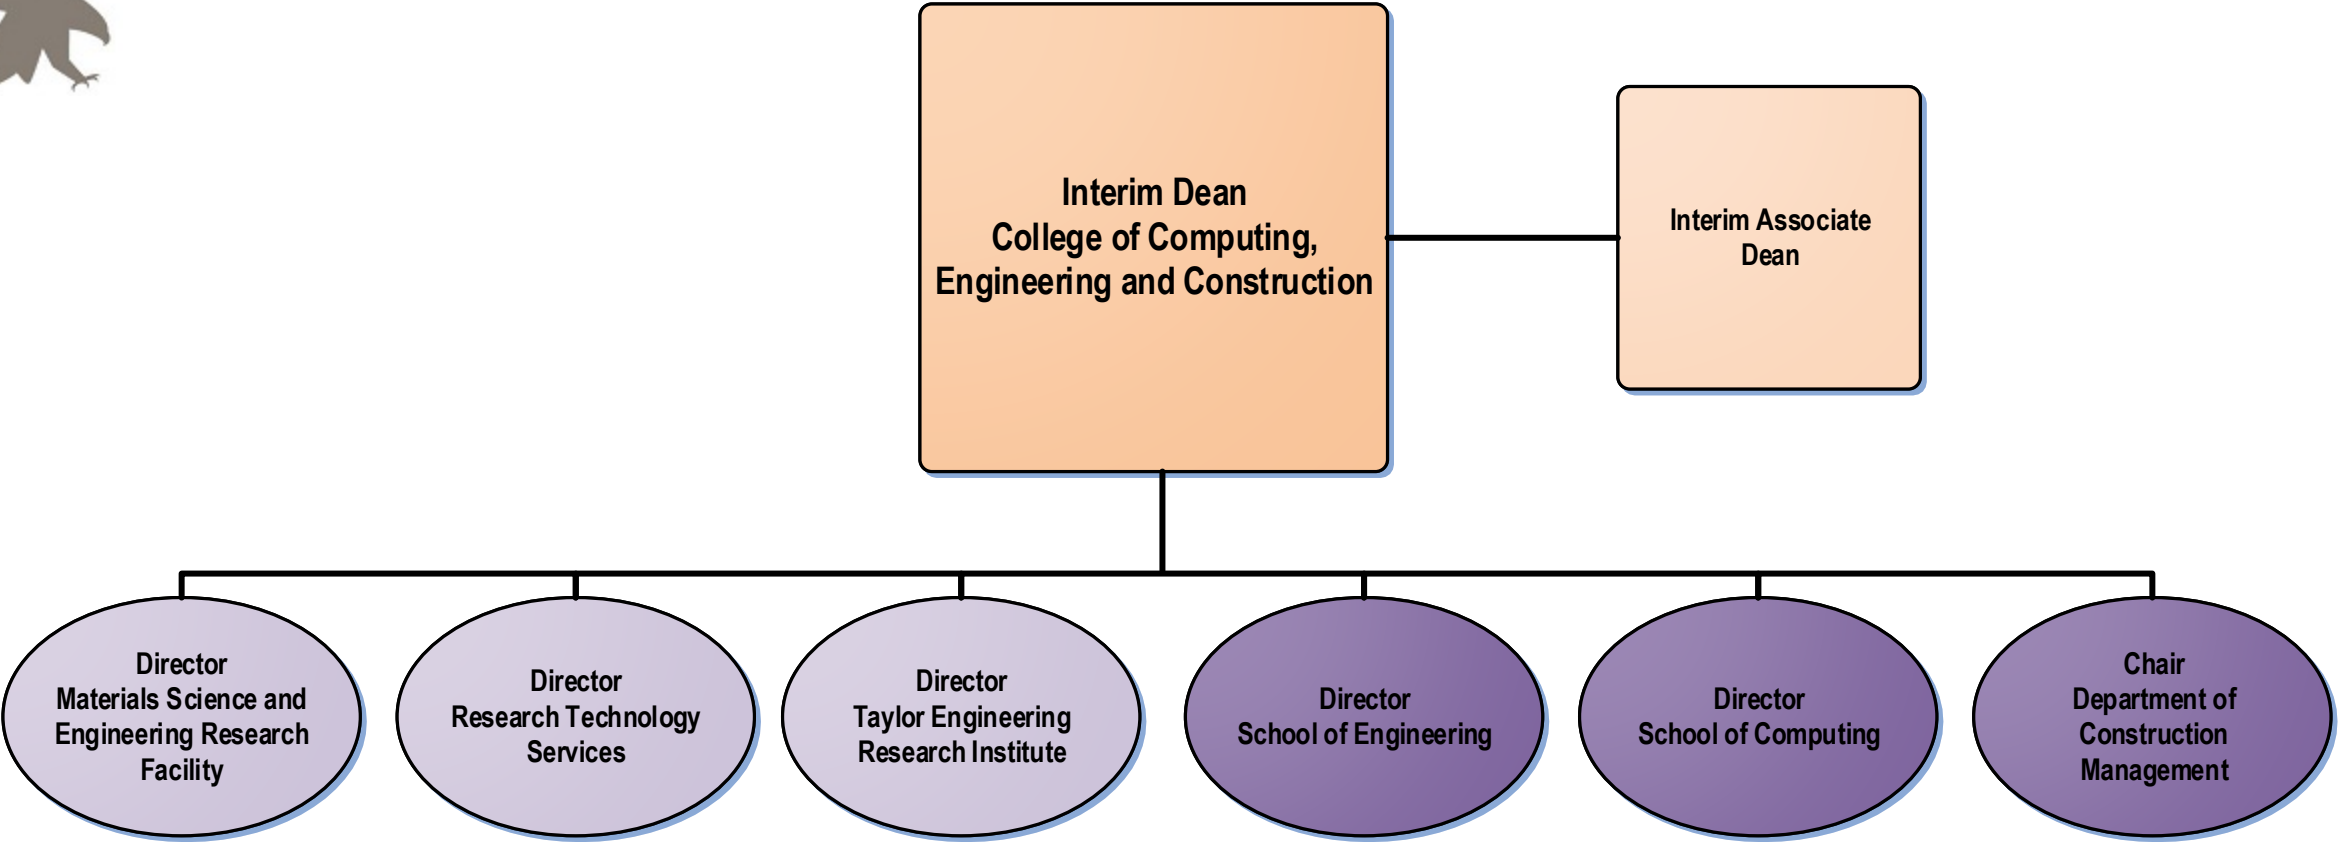 Interim Dean
College of Computing,
Engineering and Construction
Interim Associate
Dean
Director
Materials Science and
Engineering Research
Facility
Director
Research Technology
Services
Director
Taylor Engineering
Research Institute
Director
School of Engineering
Director
School of Computing
Chair
Department of
Construction
Management